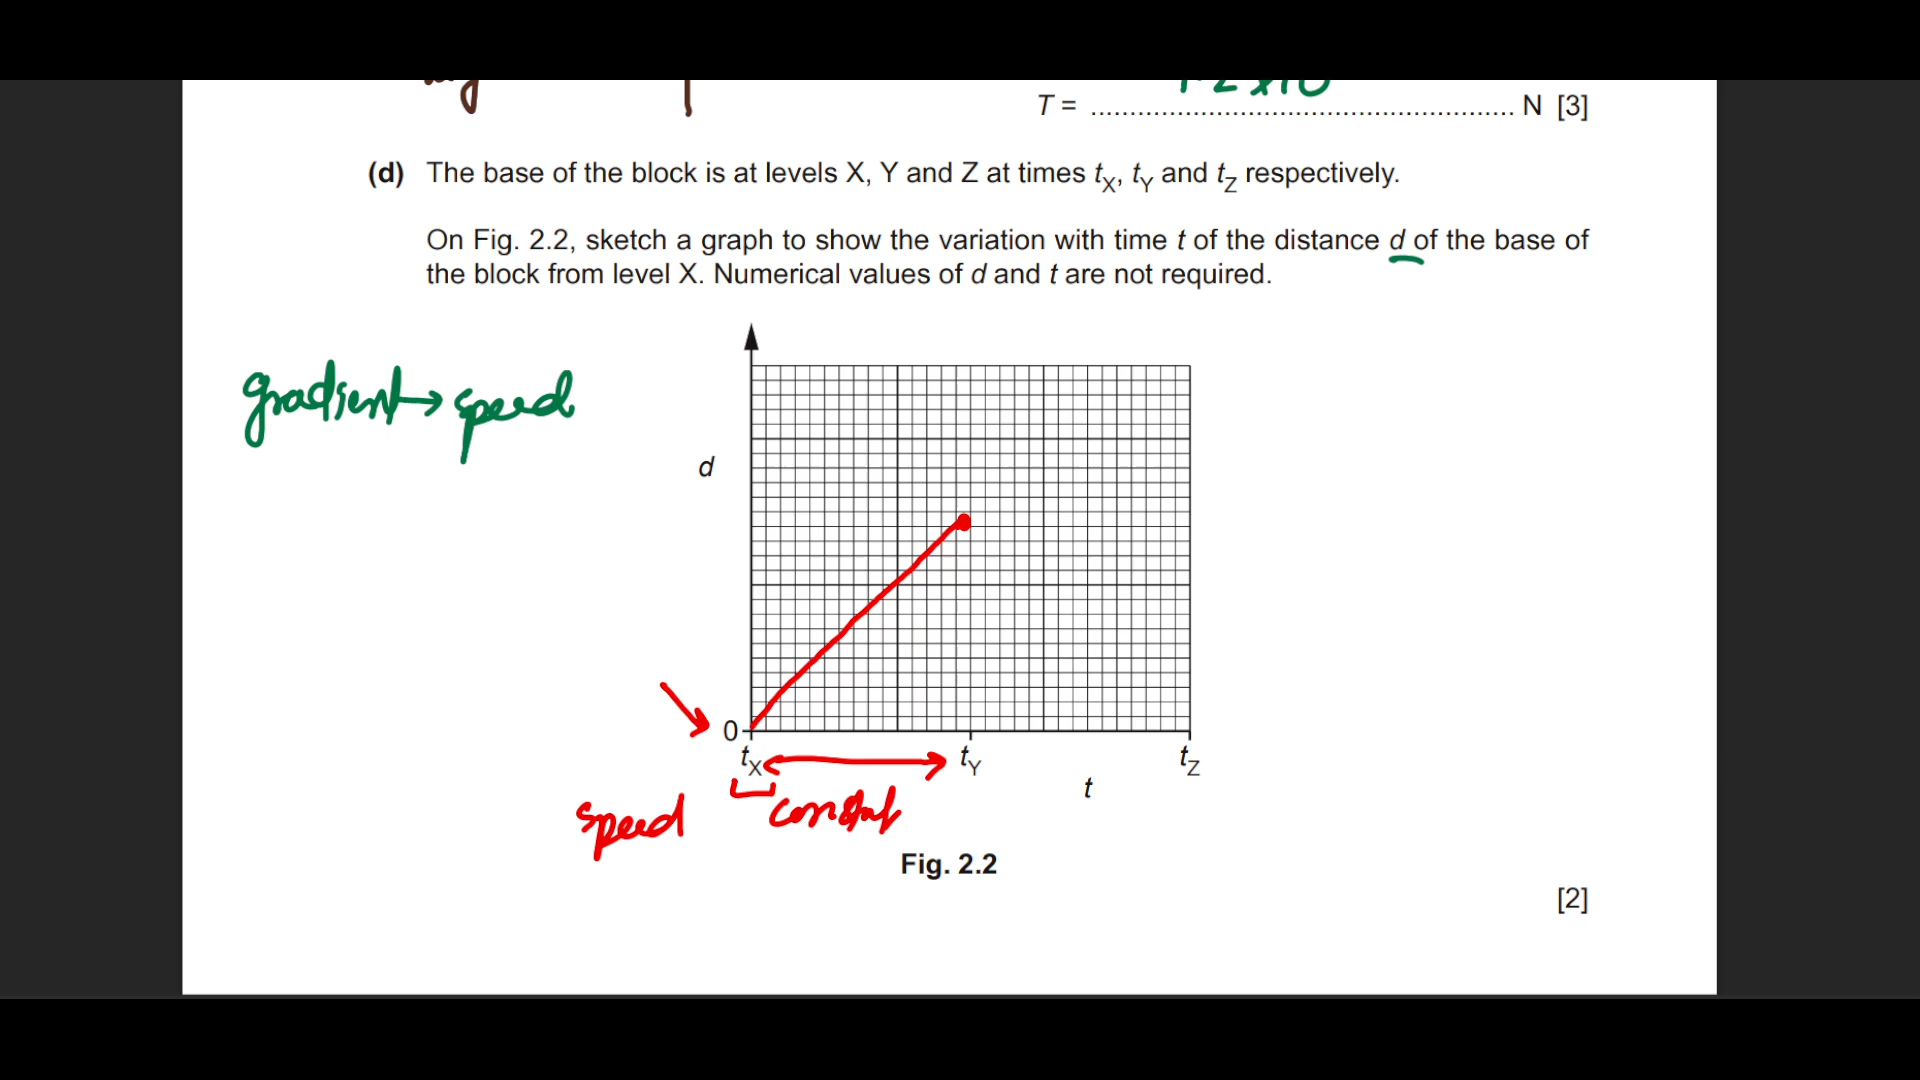 T = ........................................................ N [3]
(d) The base of the block is at levels X, Y and Z at times tX, tY and tZ respectively.
On Fig. 2.2, sketch a graph to show the variation with time t of the distance d of the base of
the block from level X. Numerical values of d and t are not required.
gradient → speed
d
0
tX tY tZ
t
speed constant
Fig. 2.2
[2]